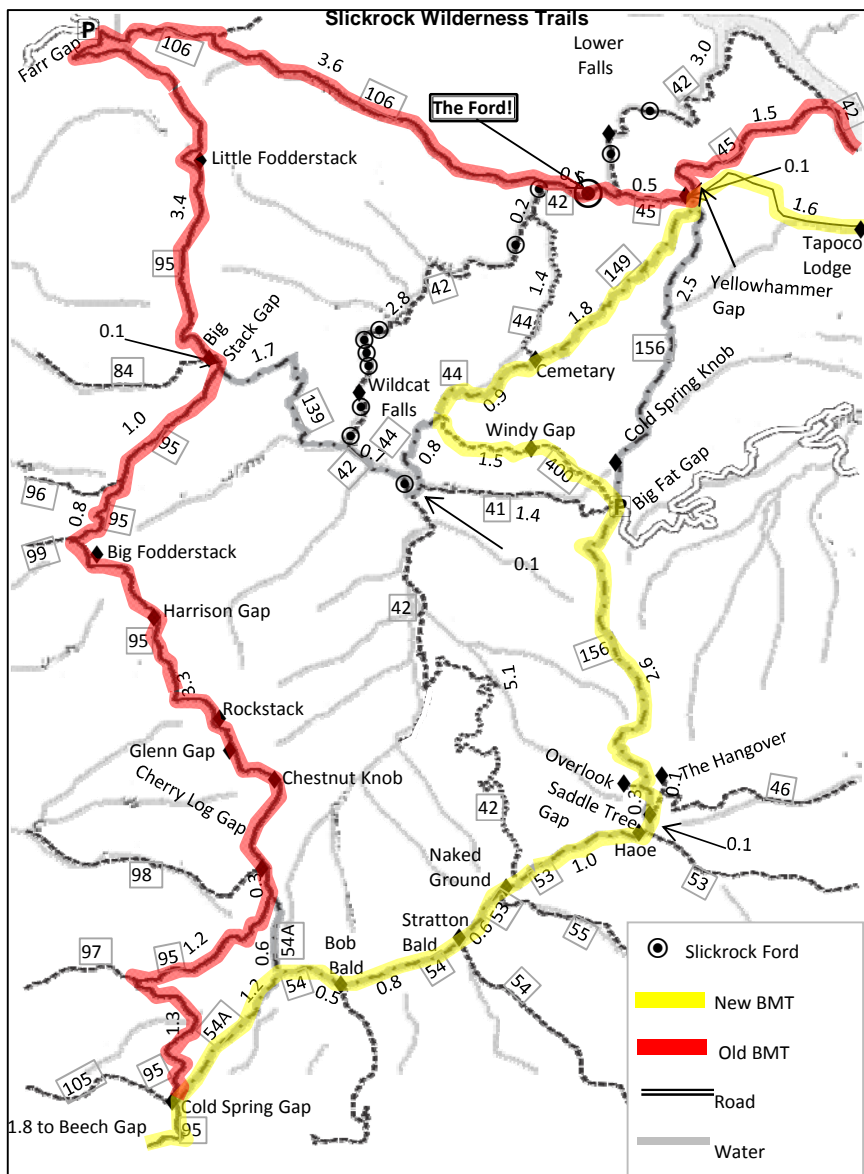 Slickrock Wilderness Trails
P
Farr Gap
106
3.6
106
Lower
Falls
3.0
42
42
1.5
45
The Ford!
0.5
42
0.5
45
0.1
1.6
Tapoco
Lodge
Yellowhammer
Gap
Little Fodderstack
3.4
95
0.2
42
2.8
1.4
44
149
1.8
2.5
156
0.1
Big
Stack Gap
1.7
84
139
Wildcat
Falls
44
0.9
Cemetary
Cold Spring Knob
1.0
95
42
0.7
44
0.8
Windy Gap
1.5
400
Big Fat Gap
P
96
0.8
95
41
1.4
99
Big Fodderstack
0.1
Harrison Gap
95
42
156
2.6
3.3
5.1
Rockstack
Glenn Gap
Chestnut Knob
Cherry Log Gap
Overlook
The Hangover
0.1
0.3
Saddle Tree
Gap
46
42
Haoe
0.1
98
0.3
Naked
Ground
53
1.0
53
53
Stratton
Bald
0.6
55
97
95
1.2
0.6
54A
Bob
Bald
54
0.5
0.8
54
54
1.2
54A
1.3
95
105
Cold Spring Gap
1.8 to Beech Gap
95
Slickrock Ford
New BMT
Old BMT
Road
Water